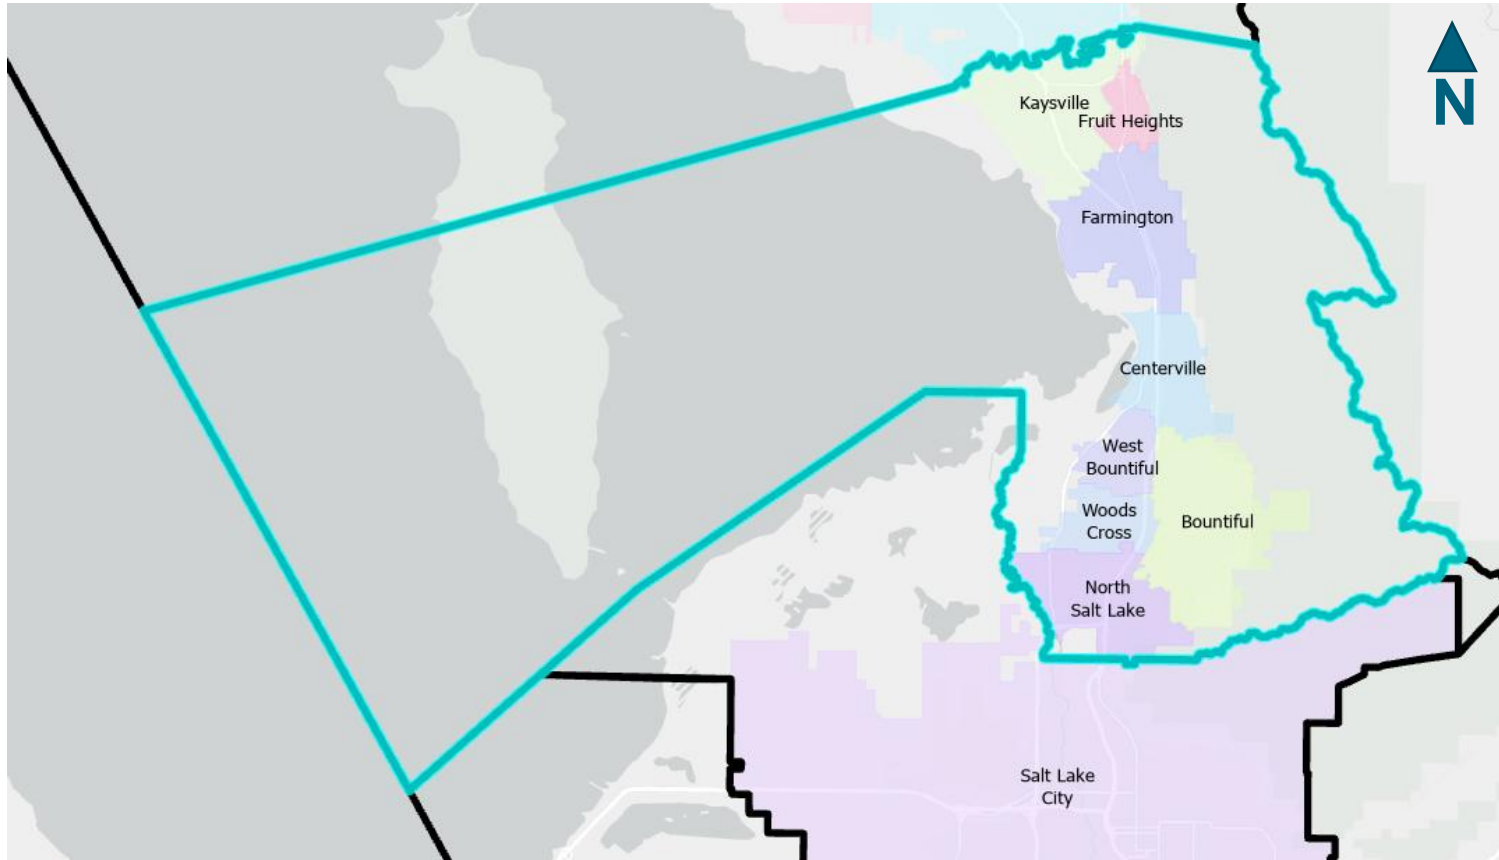 N
Kaysville
Fruit Heights
Farmington
Centerville
West
Bountiful
Woods
Cross
Bountiful
North
Salt Lake
Salt Lake
City